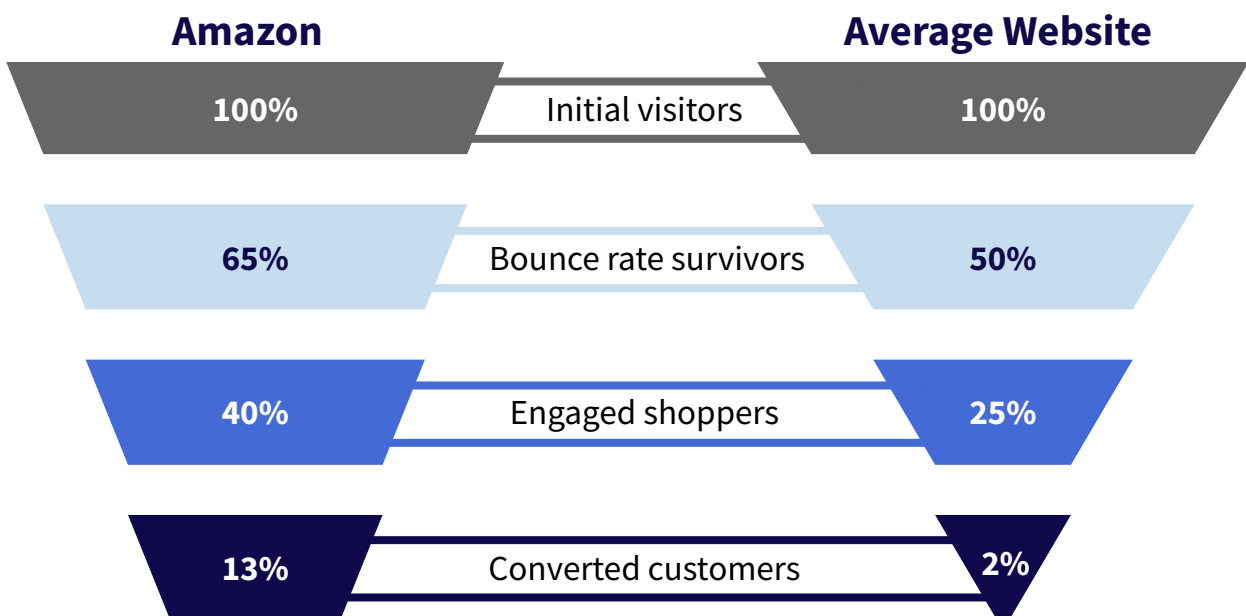 Amazon Average Website
100% Initial visitors 100%
65% Bounce rate survivors 50%
40% Engaged shoppers 25%
13% Converted customers 2%